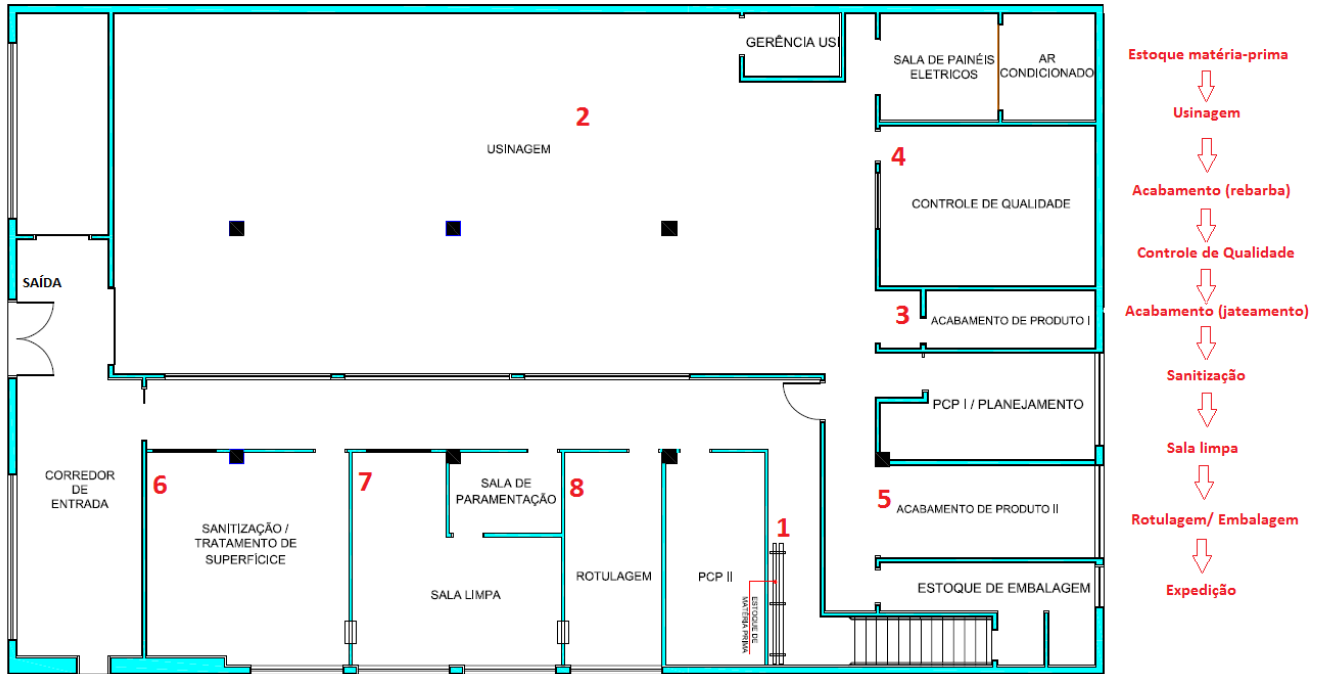 GERÊNCIA USI
SALA DE PAINÉIS
ELETRICOS
AR
CONDICIONADO
2
USINAGEM
4
CONTROLE DE QUALIDADE
SAÍDA
3
ACABAMENTO DE PRODUTO I
PCP I / PLANEJAMENTO
CORREDOR
DE
ENTRADA
6
SANITIZAÇÃO /
TRATAMENTO DE
SUPERFÍCICE
7
SALA DE
PARAMENTAÇÃO
SALA LIMPA
8
ROTULAGEM
PCP II
1
ESTOQUE DE
MATÉRIA PRIMA
5
ACABAMENTO DE PRODUTO II
ESTOQUE DE EMBALAGEM
Estoque matéria-prima
Usinagem
Acabamento (rebarba)
Controle de Qualidade
Acabamento (jateamento)
Sanitização
Sala limpa
Rotulagem/ Embalagem
Expedição